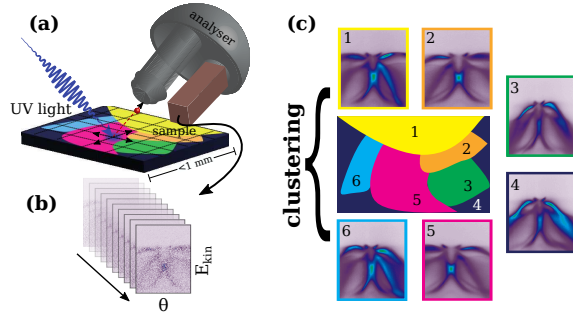 (a)
analyser
UV light
sample
<1 mm
(b)
E_kin
θ
(c)
clustering
1
2
3
4
5
6
1
2
3
4
5
6